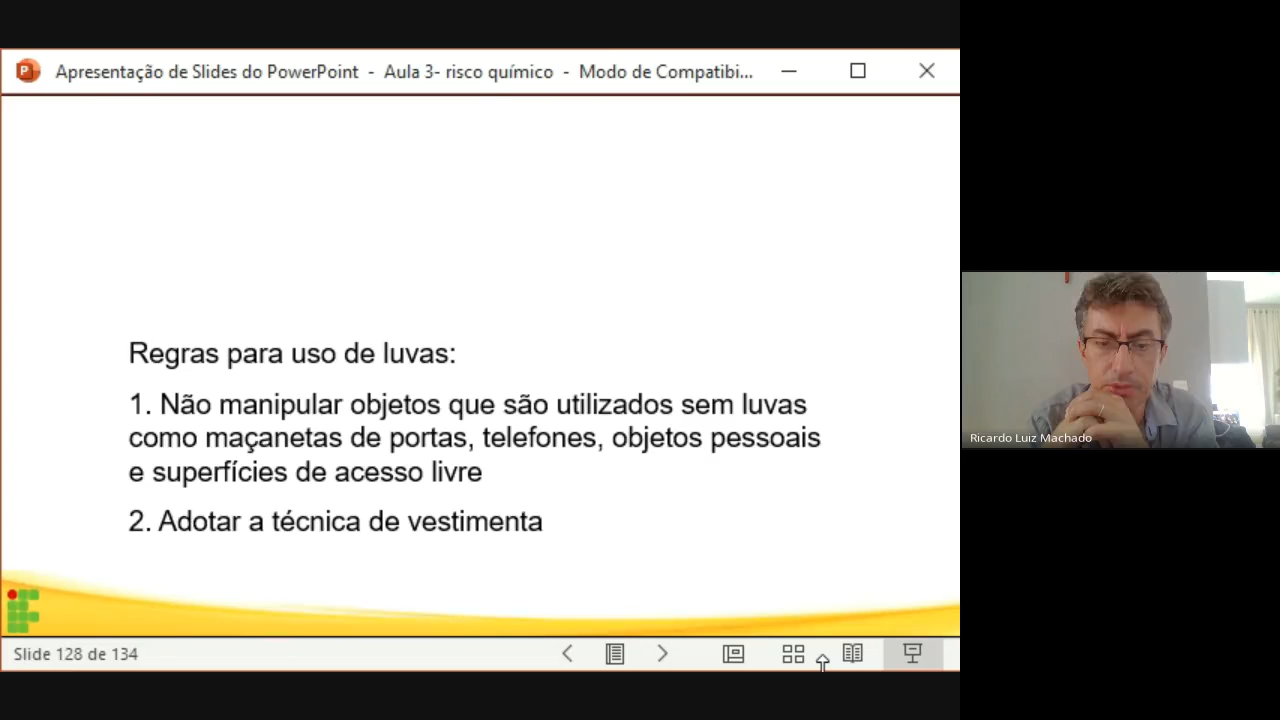 Apresentação de Slides do PowerPoint - Aula 3- risco químico - Modo de Compatibi...
Regras para uso de luvas:
1. Não manipular objetos que são utilizados sem luvas
como maçanetas de portas, telefones, objetos pessoais
e superfícies de acesso livre
2. Adotar a técnica de vestimenta
Slide 128 de 134
Ricardo Luiz Machado